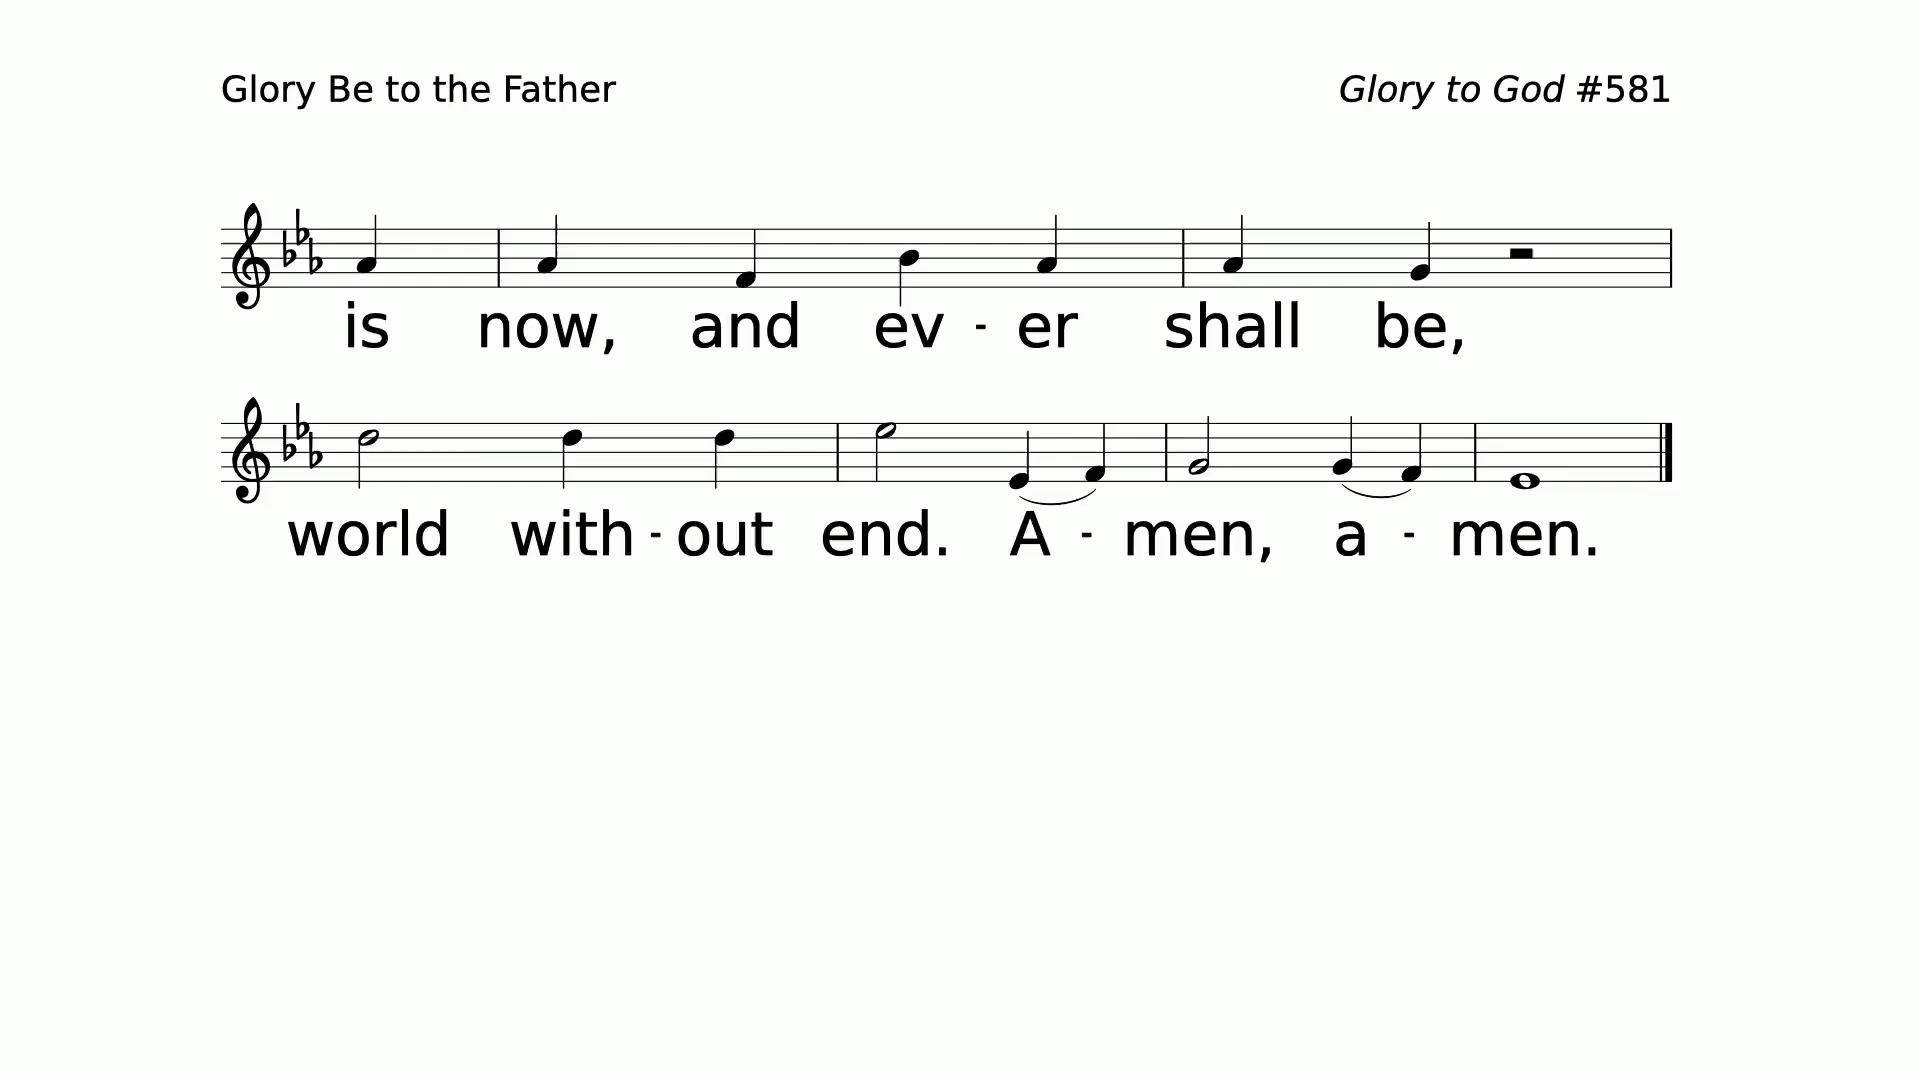 Glory Be to the Father Glory to God #581
is now, and ev - er shall be,
world with - out end. A - men, a - men.